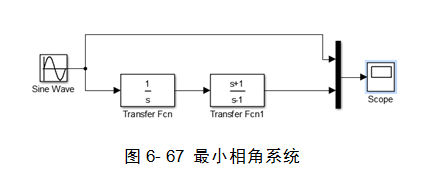 Sine Wave
1
s
Transfer Fcn
s+1
s-1
Transfer Fcn1
Scope
图6- 67 最小相角系统